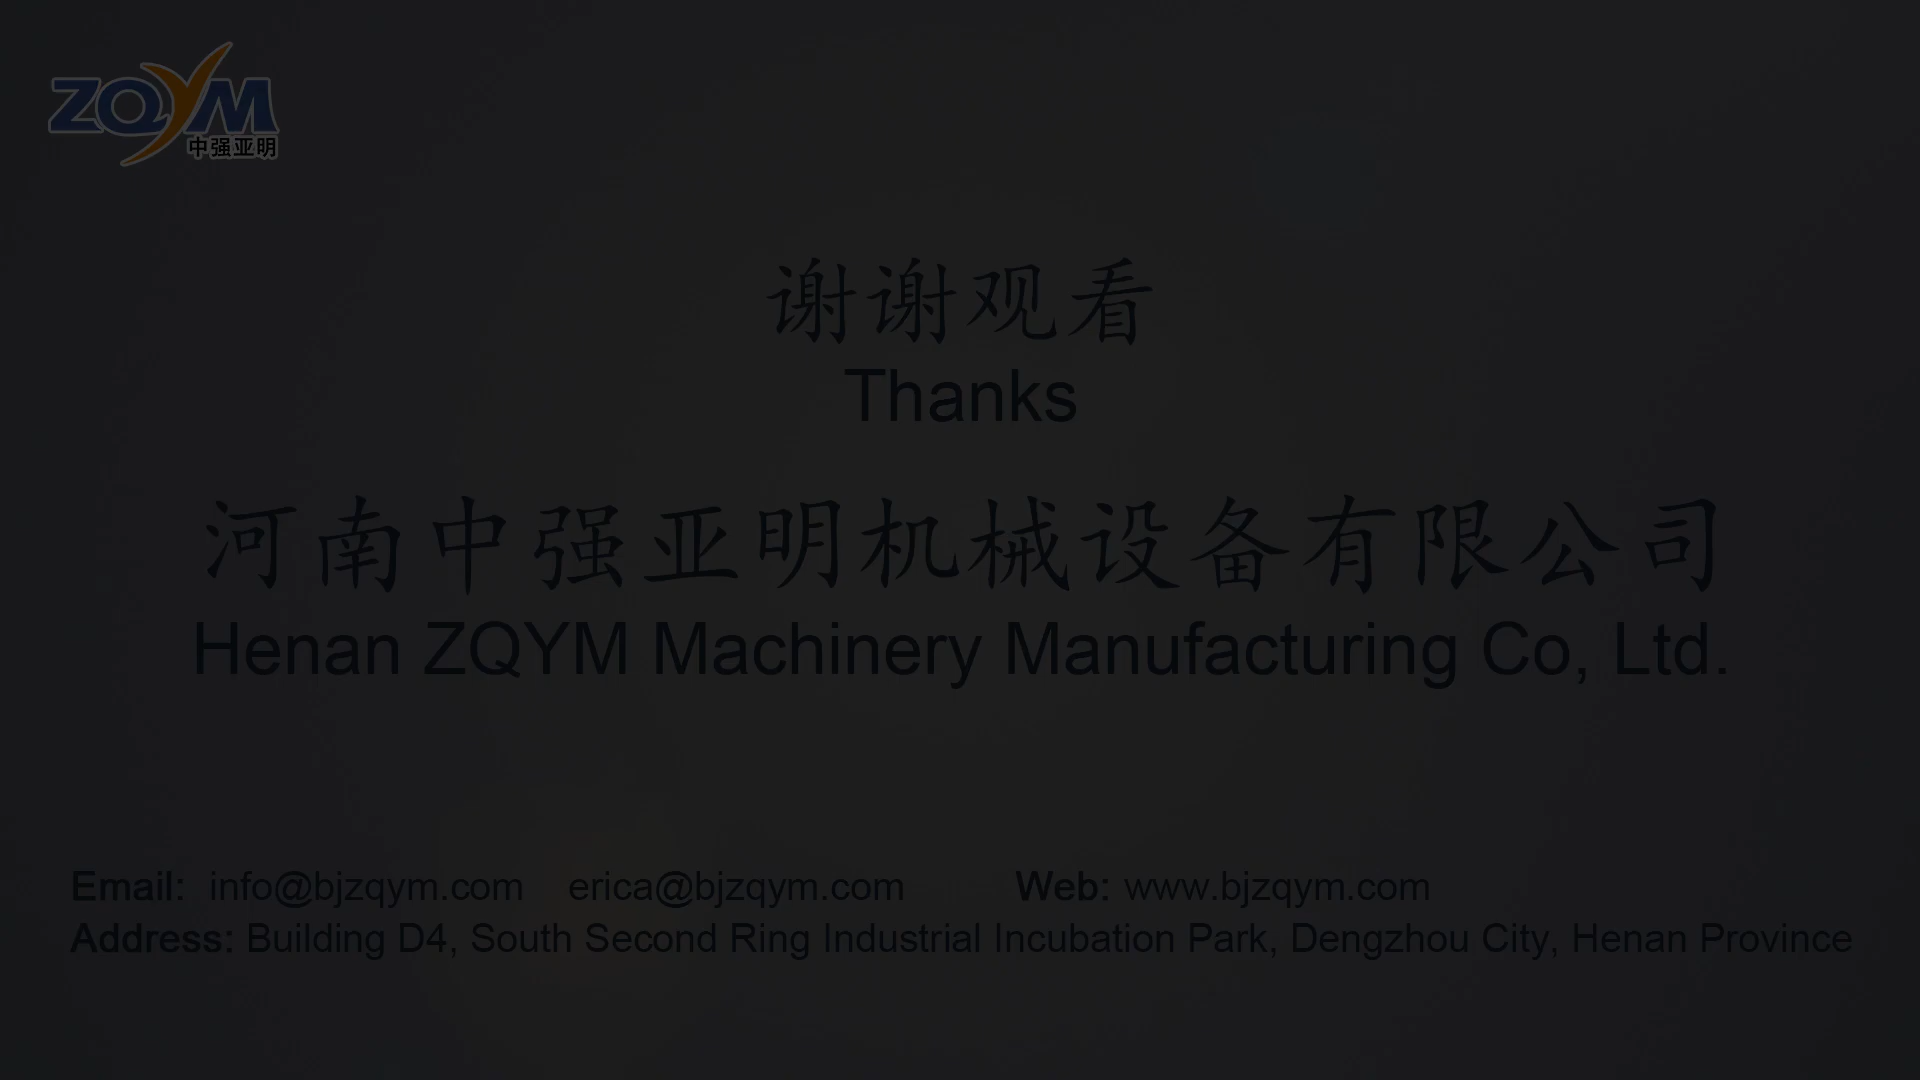 ZQYM
中强亚明
谢谢观看
Thanks
河南中强亚明机械设备有限公司
Henan ZQYM Machinery Manufacturing Co, Ltd.
Email: info@bjzqym.com erica@bjzqym.com Web: www.bjzqym.com
Address: Building D4, South Second Ring Industrial Incubation Park, Dengzhou City, Henan Province